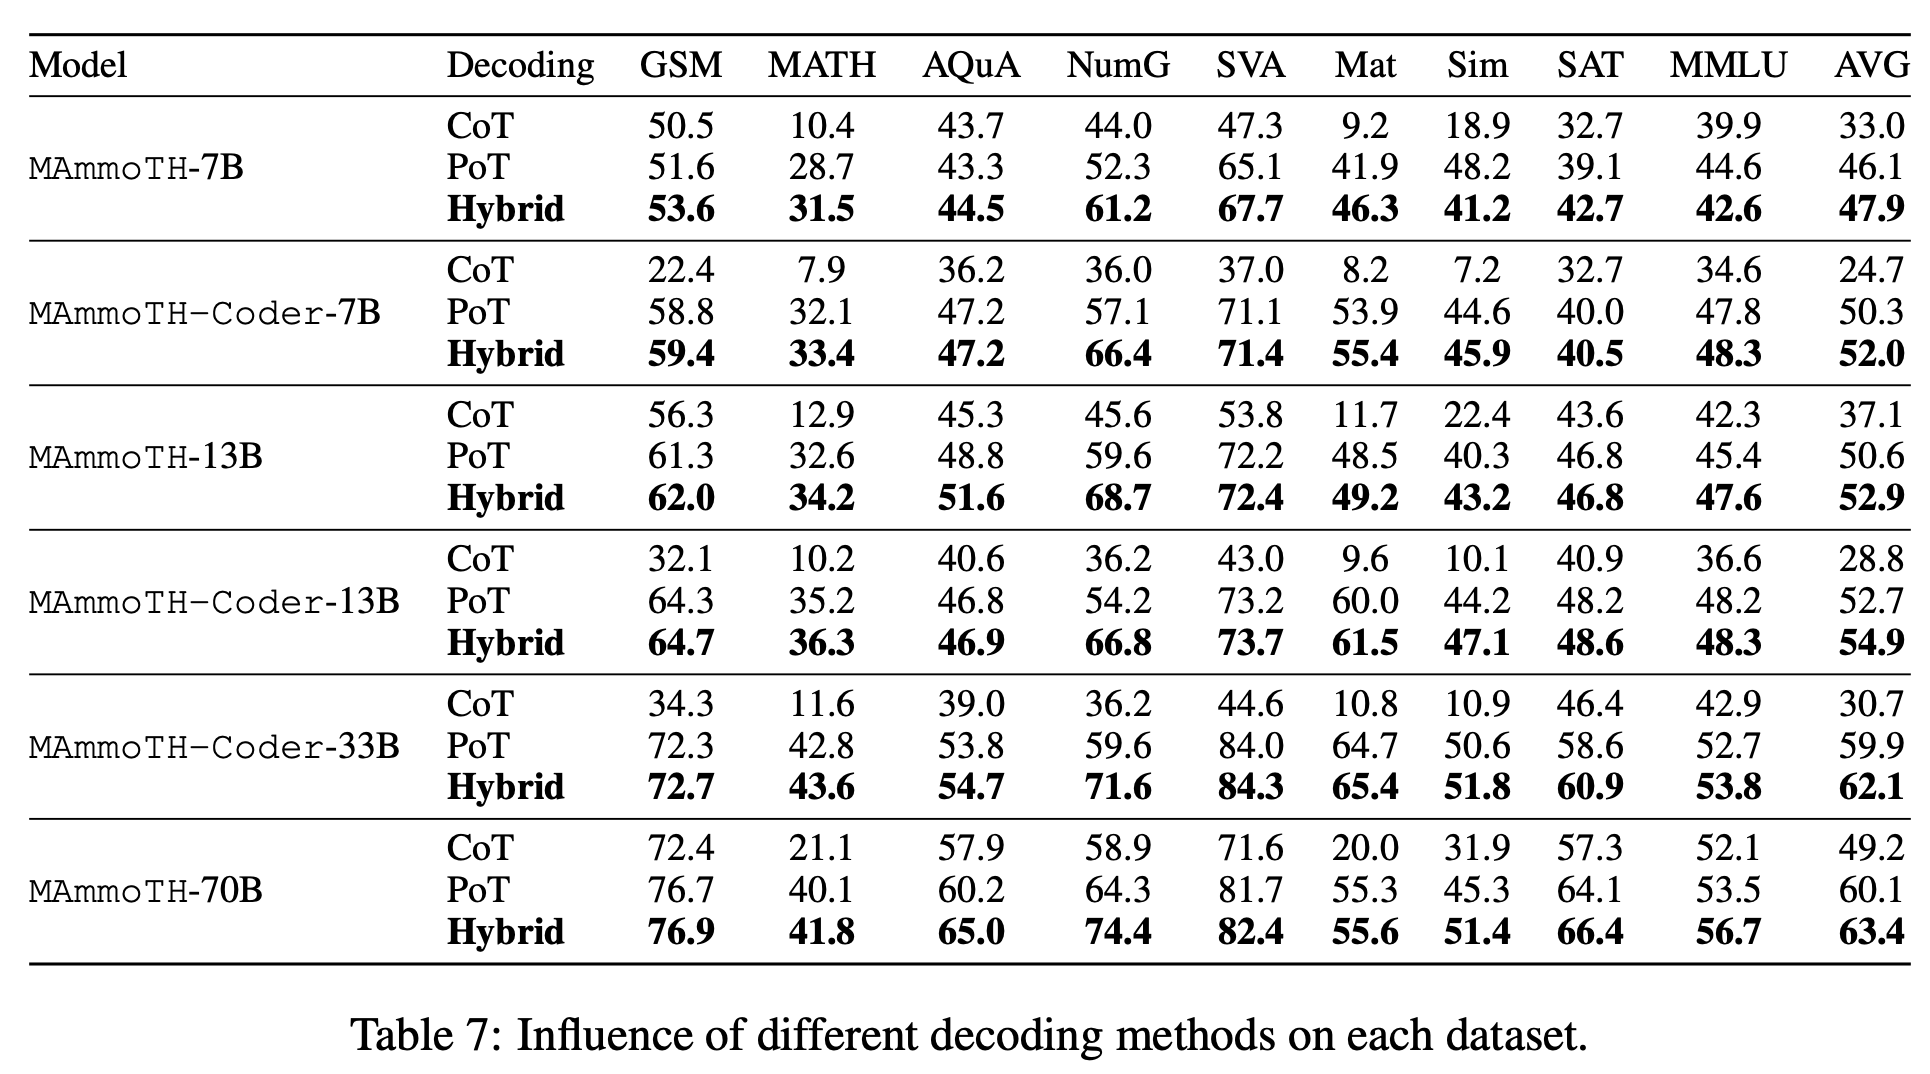 Model Decoding GSM MATH AQuA NumG SVA Mat Sim SAT MMLU AVG
CoT 50.5 10.4 43.7 44.0 47.3 9.2 18.9 32.7 39.9 33.0
MAmmoTH-7B PoT 51.6 28.7 43.3 52.3 65.1 41.9 48.2 39.1 44.6 46.1
Hybrid 53.6 31.5 44.5 61.2 67.7 46.3 41.2 42.7 42.6 47.9
CoT 22.4 7.9 36.2 36.0 37.0 8.2 7.2 32.7 34.6 24.7
MAmmoTH-Coder-7B PoT 58.8 32.1 47.2 57.1 71.1 53.9 44.6 40.0 47.8 50.3
Hybrid 59.4 33.4 47.2 66.4 71.4 55.4 45.9 40.5 48.3 52.0
CoT 56.3 12.9 45.3 45.6 53.8 11.7 22.4 43.6 42.3 37.1
MAmmoTH-13B PoT 61.3 32.6 48.8 59.6 72.2 48.5 40.3 46.8 45.4 50.6
Hybrid 62.0 34.2 51.6 68.7 72.4 49.2 43.2 46.8 47.6 52.9
CoT 32.1 10.2 40.6 36.2 43.0 9.6 10.1 40.9 36.6 28.8
MAmmoTH-Coder-13B PoT 64.3 35.2 46.8 54.2 73.2 60.0 44.2 48.2 48.2 52.7
Hybrid 64.7 36.3 46.9 66.8 73.7 61.5 47.1 48.6 48.3 54.9
CoT 34.3 11.6 39.0 36.2 44.6 10.8 10.9 46.4 42.9 30.7
MAmmoTH-Coder-33B PoT 72.3 42.8 53.8 59.6 84.0 64.7 50.6 58.6 52.7 59.9
Hybrid 72.7 43.6 54.7 71.6 84.3 65.4 51.8 60.9 53.8 62.1
CoT 72.4 21.1 57.9 58.9 71.6 20.0 31.9 57.3 52.1 49.2
MAmmoTH-70B PoT 76.7 40.1 60.2 64.3 81.7 55.3 45.3 64.1 53.5 60.1
Hybrid 76.9 41.8 65.0 74.4 82.4 55.6 51.4 66.4 56.7 63.4
Table 7: Influence of different decoding methods on each dataset.